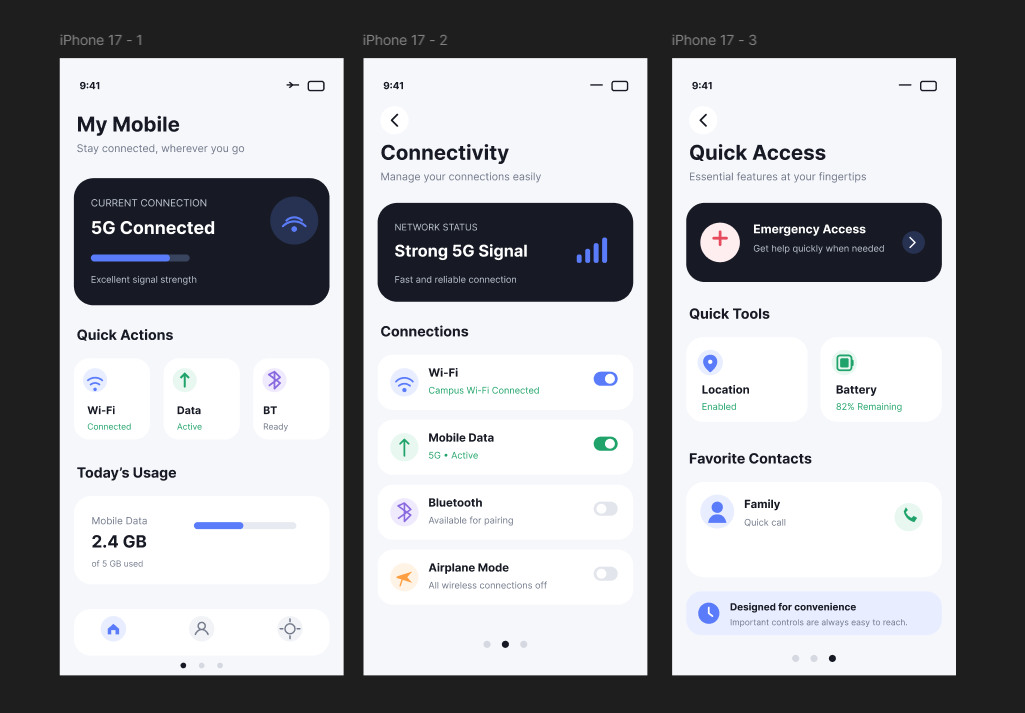 iPhone 17 - 1
9:41
My Mobile
Stay connected, wherever you go
CURRENT CONNECTION
5G Connected
Excellent signal strength
Quick Actions
Wi-Fi
Connected
Data
Active
BT
Ready
Today’s Usage
Mobile Data
2.4 GB
of 5 GB used
iPhone 17 - 2
9:41
Connectivity
Manage your connections easily
NETWORK STATUS
Strong 5G Signal
Fast and reliable connection
Connections
Wi-Fi
Campus Wi-Fi Connected
Mobile Data
5G • Active
Bluetooth
Available for pairing
Airplane Mode
All wireless connections off
iPhone 17 - 3
9:41
Quick Access
Essential features at your fingertips
Emergency Access
Get help quickly when needed
Quick Tools
Location
Enabled
Battery
82% Remaining
Favorite Contacts
Family
Quick call
Designed for convenience
Important controls are always easy to reach.